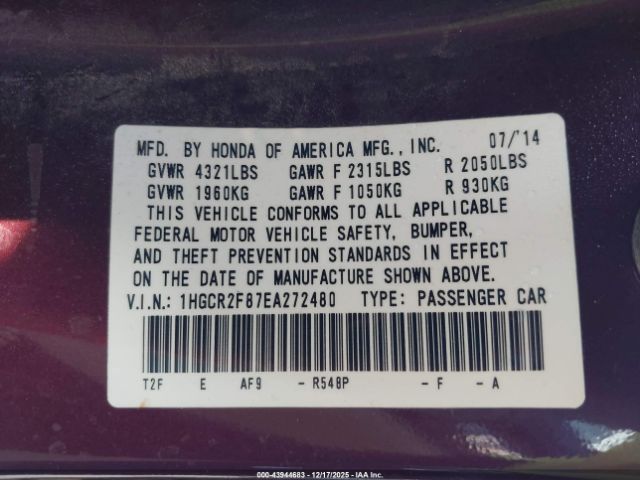 MFD. BY HONDA OF AMERICA MFG., INC. 07/'14
GVWR 4321LBS GAWR F 2315LBS R 2050LBS
GVWR 1960KG GAWR F 1050KG R 930KG
THIS VEHICLE CONFORMS TO ALL APPLICABLE
FEDERAL MOTOR VEHICLE SAFETY, BUMPER,
AND THEFT PREVENTION STANDARDS IN EFFECT
ON THE DATE OF MANUFACTURE SHOWN ABOVE.
V.I.N.: 1HGCR2F87EA272480 TYPE: PASSENGER CAR
T2F E AF9 - R548P - F - A
000-43944683 - 12/17/2025 - IAA Inc.